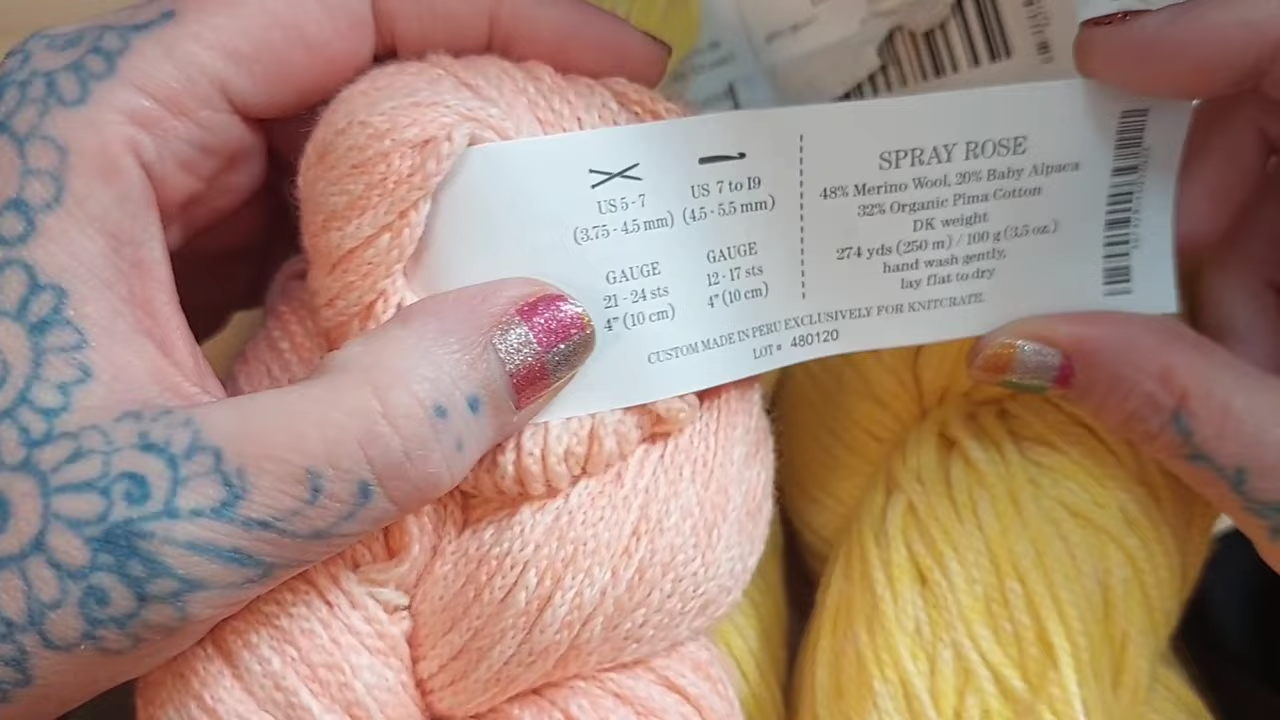 US 5 - 7
(3.75 - 4.5 mm)
GAUGE
21 - 24 sts
4" (10 cm)
US 7 to I9
(4.5 - 5.5 mm)
GAUGE
12 - 17 sts
4" (10 cm)
SPRAY ROSE
48% Merino Wool, 20% Baby Alpaca
32% Organic Pima Cotton
DK weight
274 yds (250 m) / 100 g (3.5 oz.)
hand wash gently,
lay flat to dry
CUSTOM MADE IN PERU EXCLUSIVELY FOR KNITCRATE.
LOT # 480120